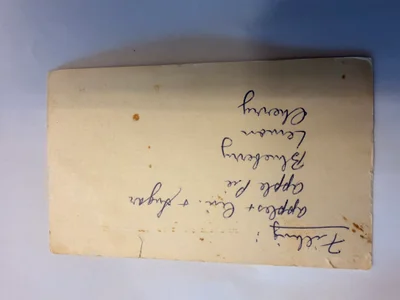 Filling:
apples + Cin. + Sugar
apple Pie
Blueberry
Lemon
Cherry